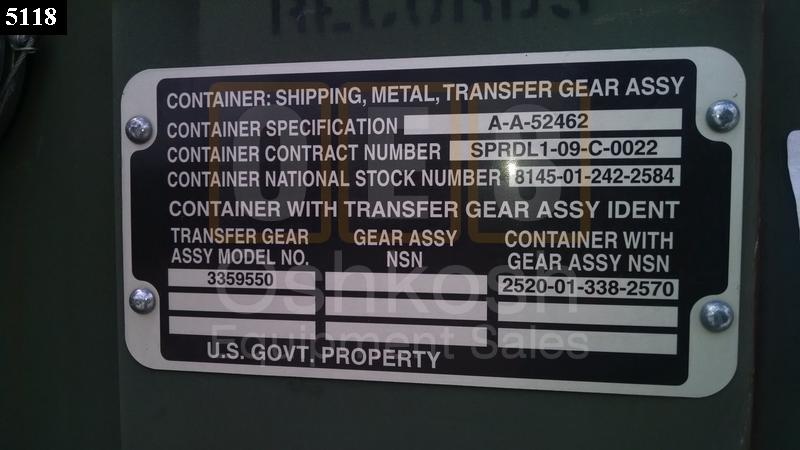 5118
RECORDS
CONTAINER: SHIPPING, METAL, TRANSFER GEAR ASSY
CONTAINER SPECIFICATION A-A-52462
CONTAINER CONTRACT NUMBER SPRDL1-09-C-0022
CONTAINER NATIONAL STOCK NUMBER 8145-01-242-2584
CONTAINER WITH TRANSFER GEAR ASSY IDENT
TRANSFER GEAR GEAR ASSY CONTAINER WITH
ASSY MODEL NO. NSN GEAR ASSY NSN
3359550 2520-01-338-2570
OES
Oshkosh
Equipment Sales
U.S. GOVT. PROPERTY